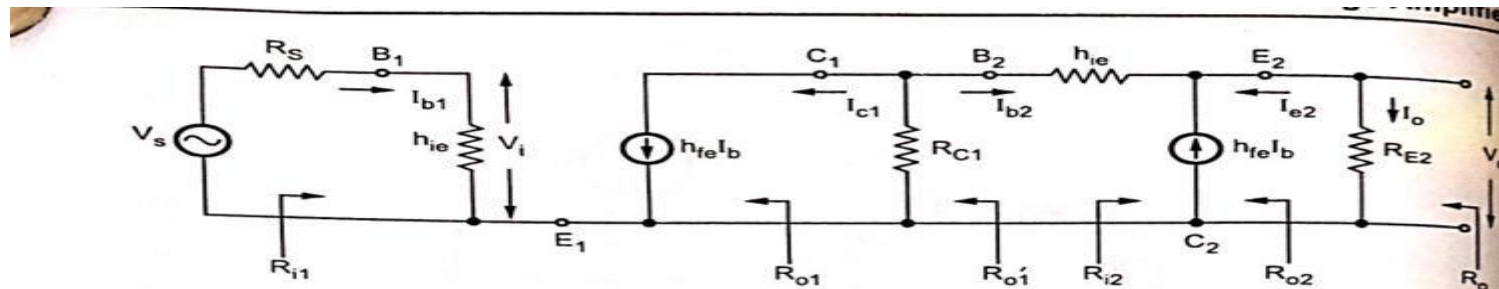 R_S B_1 C_1 B_2 h_ie E_2
I_b1 I_c1 I_b2 I_e2 I_o
V_s h_ie V_i h_fe I_b R_C1 h_fe I_b R_E2
E_1 C_2
R_i1 R_o1 R_o1′ R_i2 R_o2